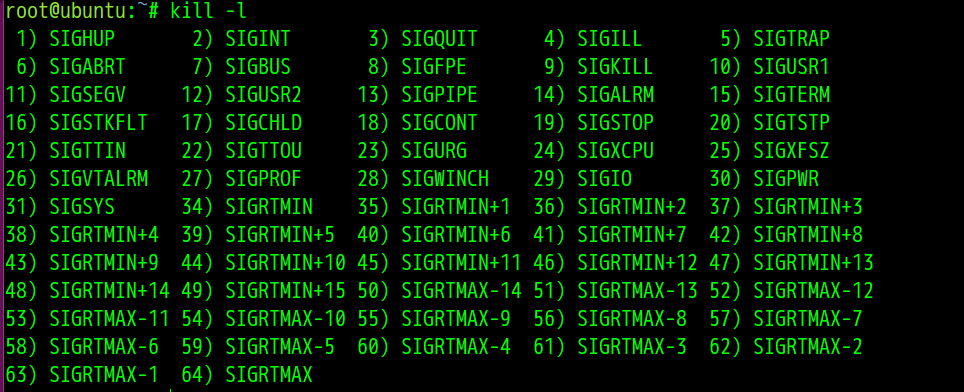 root@ubuntu:~# kill -l
 1) SIGHUP       2) SIGINT       3) SIGQUIT      4) SIGILL       5) SIGTRAP
 6) SIGABRT      7) SIGBUS       8) SIGFPE       9) SIGKILL     10) SIGUSR1
11) SIGSEGV     12) SIGUSR2     13) SIGPIPE     14) SIGALRM     15) SIGTERM
16) SIGSTKFLT   17) SIGCHLD     18) SIGCONT     19) SIGSTOP     20) SIGTSTP
21) SIGTTIN     22) SIGTTOU     23) SIGURG      24) SIGXCPU     25) SIGXFSZ
26) SIGVTALRM   27) SIGPROF     28) SIGWINCH    29) SIGIO       30) SIGPWR
31) SIGSYS      34) SIGRTMIN    35) SIGRTMIN+1  36) SIGRTMIN+2  37) SIGRTMIN+3
38) SIGRTMIN+4  39) SIGRTMIN+5  40) SIGRTMIN+6  41) SIGRTMIN+7  42) SIGRTMIN+8
43) SIGRTMIN+9  44) SIGRTMIN+10 45) SIGRTMIN+11 46) SIGRTMIN+12 47) SIGRTMIN+13
48) SIGRTMIN+14 49) SIGRTMIN+15 50) SIGRTMAX-14 51) SIGRTMAX-13 52) SIGRTMAX-12
53) SIGRTMAX-11 54) SIGRTMAX-10 55) SIGRTMAX-9  56) SIGRTMAX-8  57) SIGRTMAX-7
58) SIGRTMAX-6  59) SIGRTMAX-5  60) SIGRTMAX-4  61) SIGRTMAX-3  62) SIGRTMAX-2
63) SIGRTMAX-1  64) SIGRTMAX